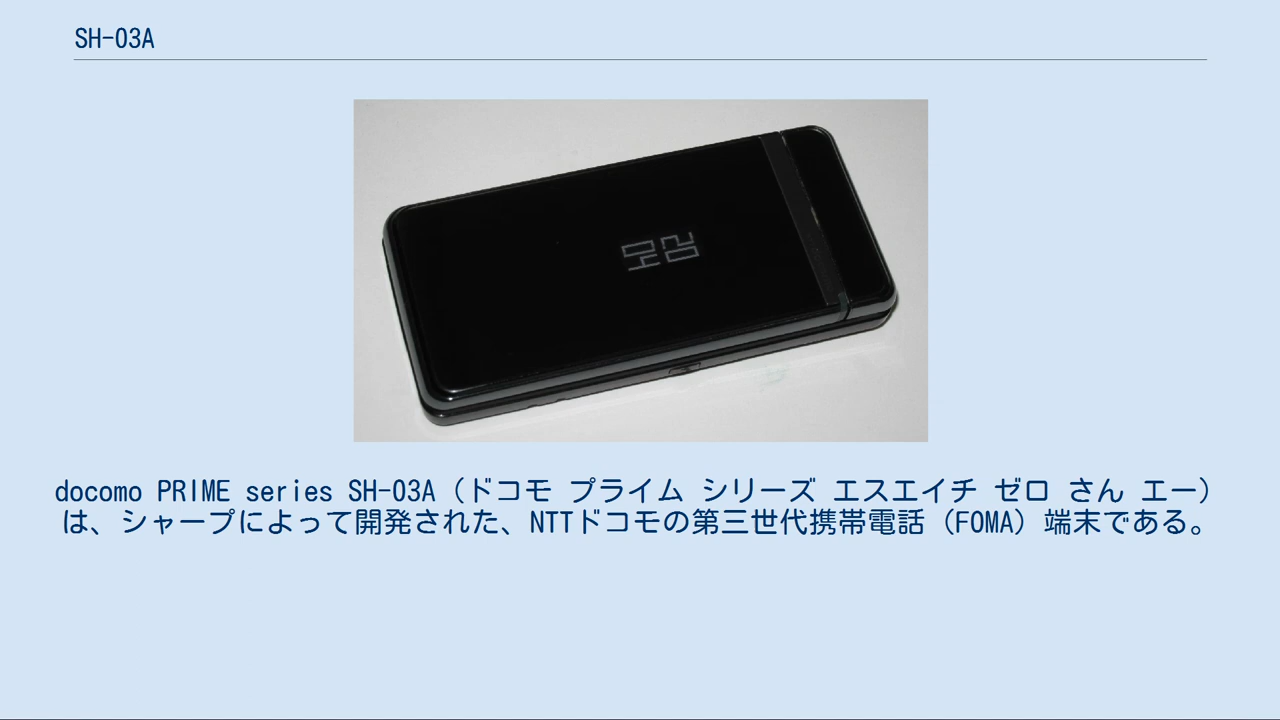 SH-03A
docomo PRIME series SH-03A（ドコモ プライム シリーズ エスエイチ ゼロ さん エー）
は、シャープによって開発された、NTTドコモの第三世代携帯電話（FOMA）端末である。